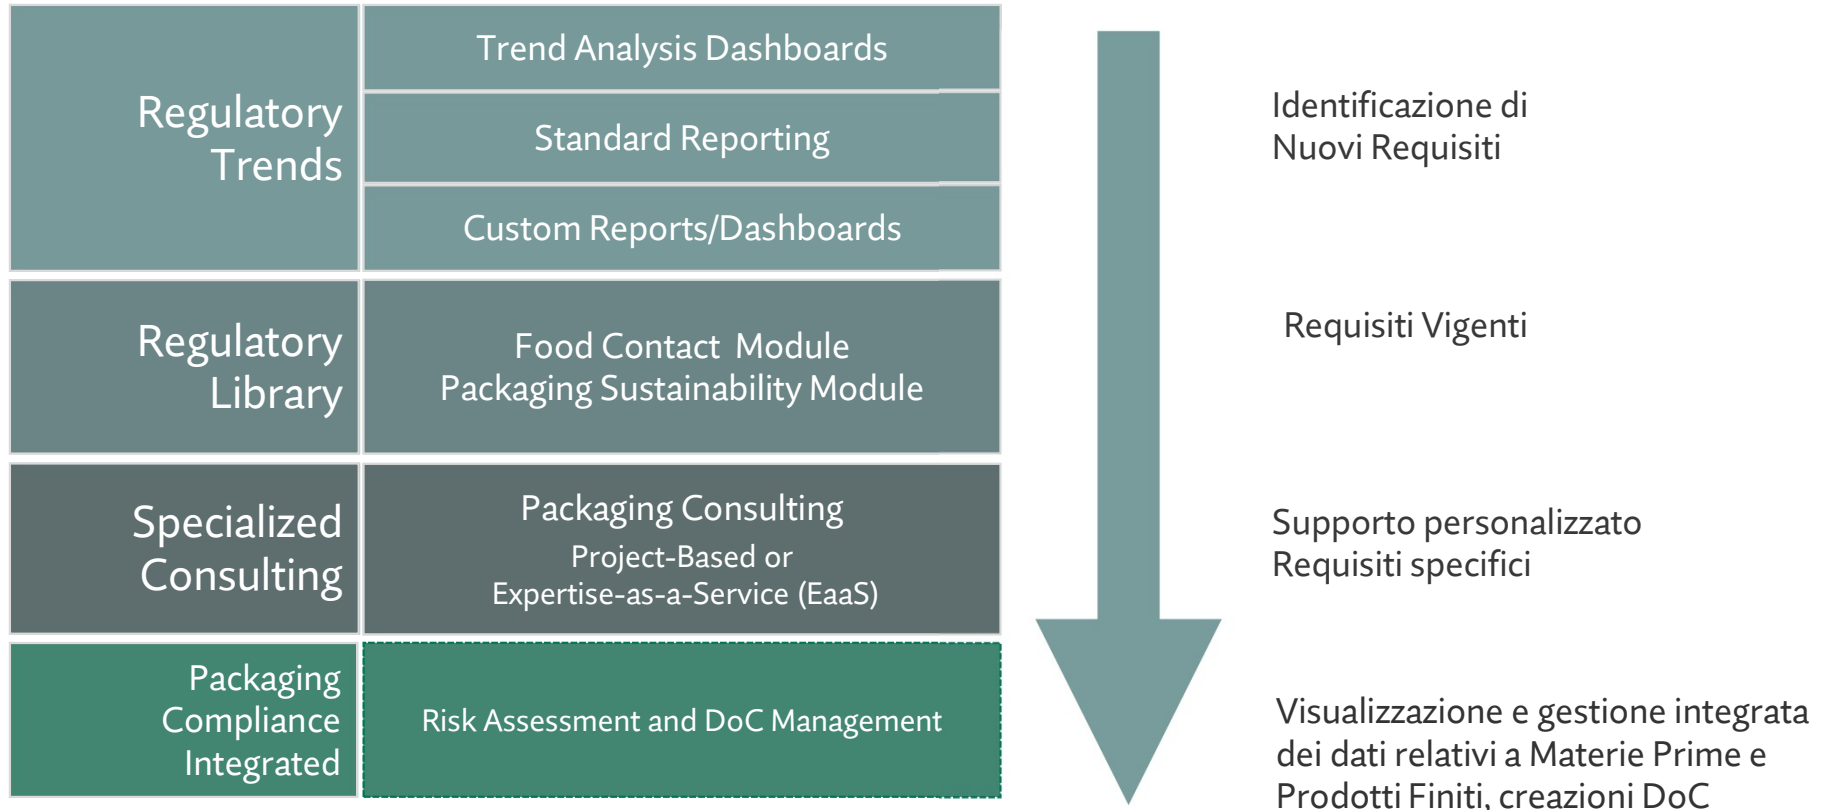 Regulatory
Trends
Trend Analysis Dashboards
Standard Reporting
Custom Reports/Dashboards
Identificazione di
Nuovi Requisiti
Regulatory
Library
Food Contact Module
Packaging Sustainability Module
Requisiti Vigenti
Specialized
Consulting
Packaging Consulting
Project-Based or
Expertise-as-a-Service (EaaS)
Supporto personalizzato
Requisiti specifici
Packaging
Compliance
Integrated
Risk Assessment and DoC Management
Visualizzazione e gestione integrata
dei dati relativi a Materie Prime e
Prodotti Finiti, creazioni DoC